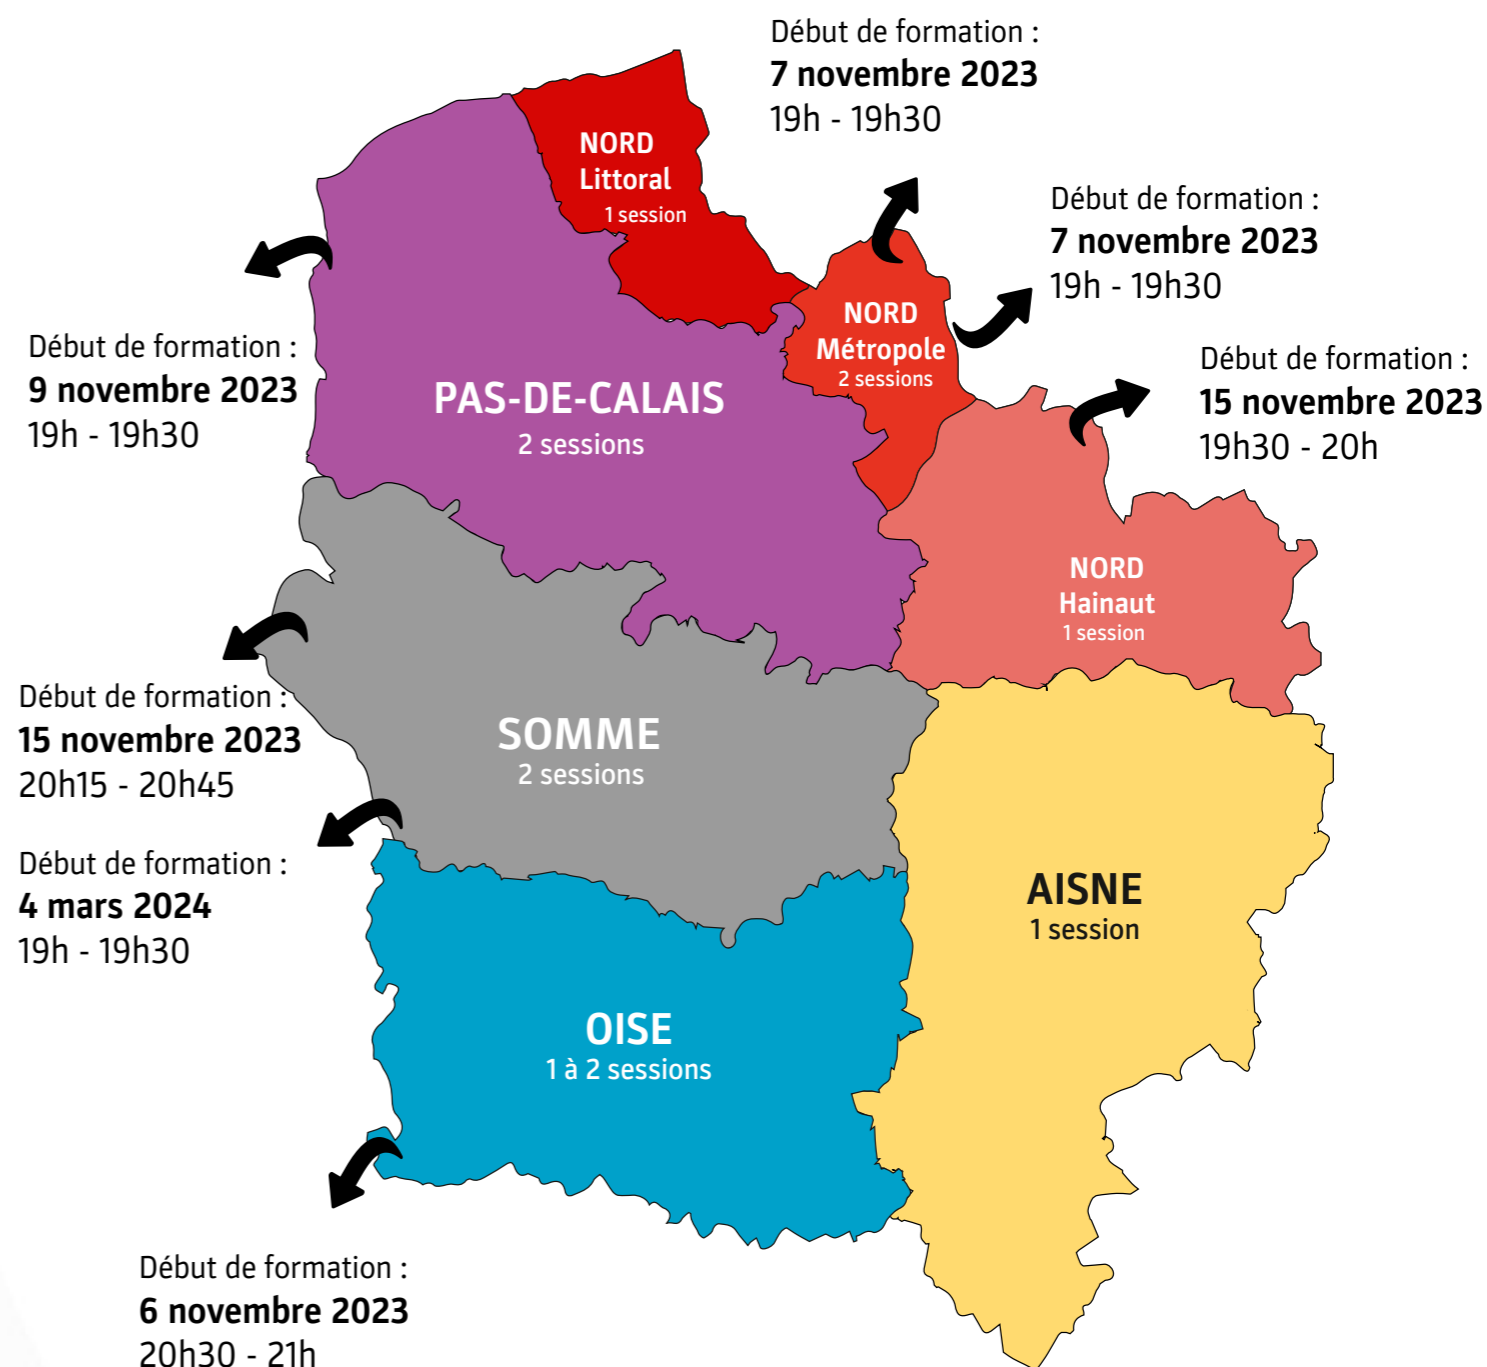 Début de formation :
7 novembre 2023
19h - 19h30
NORD
Littoral
1 session
Début de formation :
7 novembre 2023
19h - 19h30
NORD
Métropole
2 sessions
Début de formation :
9 novembre 2023
19h - 19h30
Début de formation :
15 novembre 2023
19h30 - 20h
PAS-DE-CALAIS
2 sessions
NORD
Hainaut
1 session
Début de formation :
15 novembre 2023
20h15 - 20h45
SOMME
2 sessions
Début de formation :
4 mars 2024
19h - 19h30
AISNE
1 session
OISE
1 à 2 sessions
Début de formation :
6 novembre 2023
20h30 - 21h